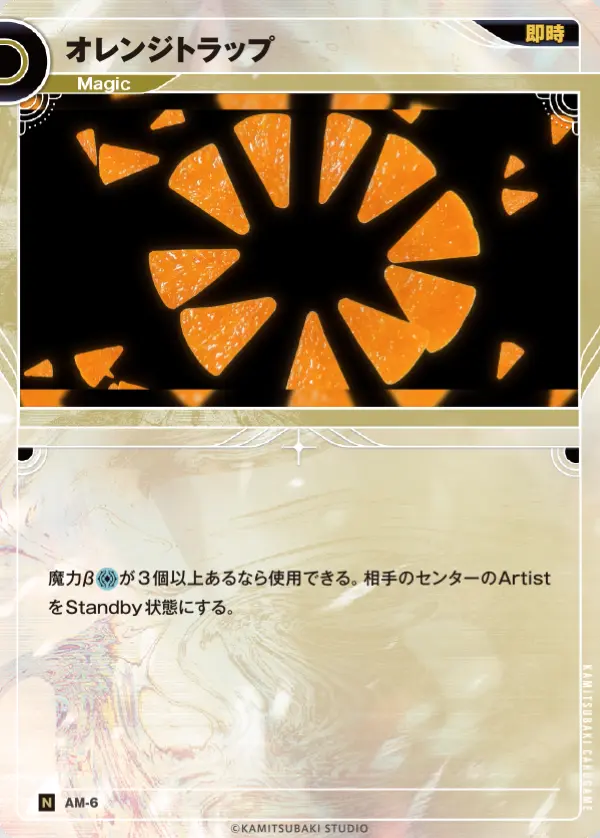 オレンジトラップ
即時
Magic
魔力β が3個以上あるなら使用できる。相手のセンターのArtist
をStandby状態にする。
KAMITSUBAKI CARD GAME
N AM-6
©KAMITSUBAKI STUDIO